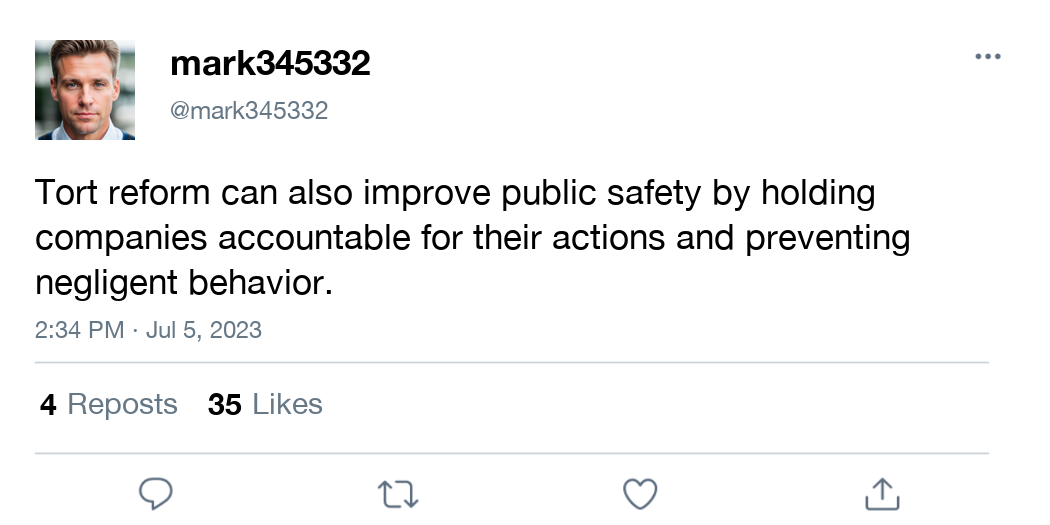 mark345332
@mark345332
Tort reform can also improve public safety by holding
companies accountable for their actions and preventing
negligent behavior.
2:34 PM · Jul 5, 2023
4 Reposts 35 Likes